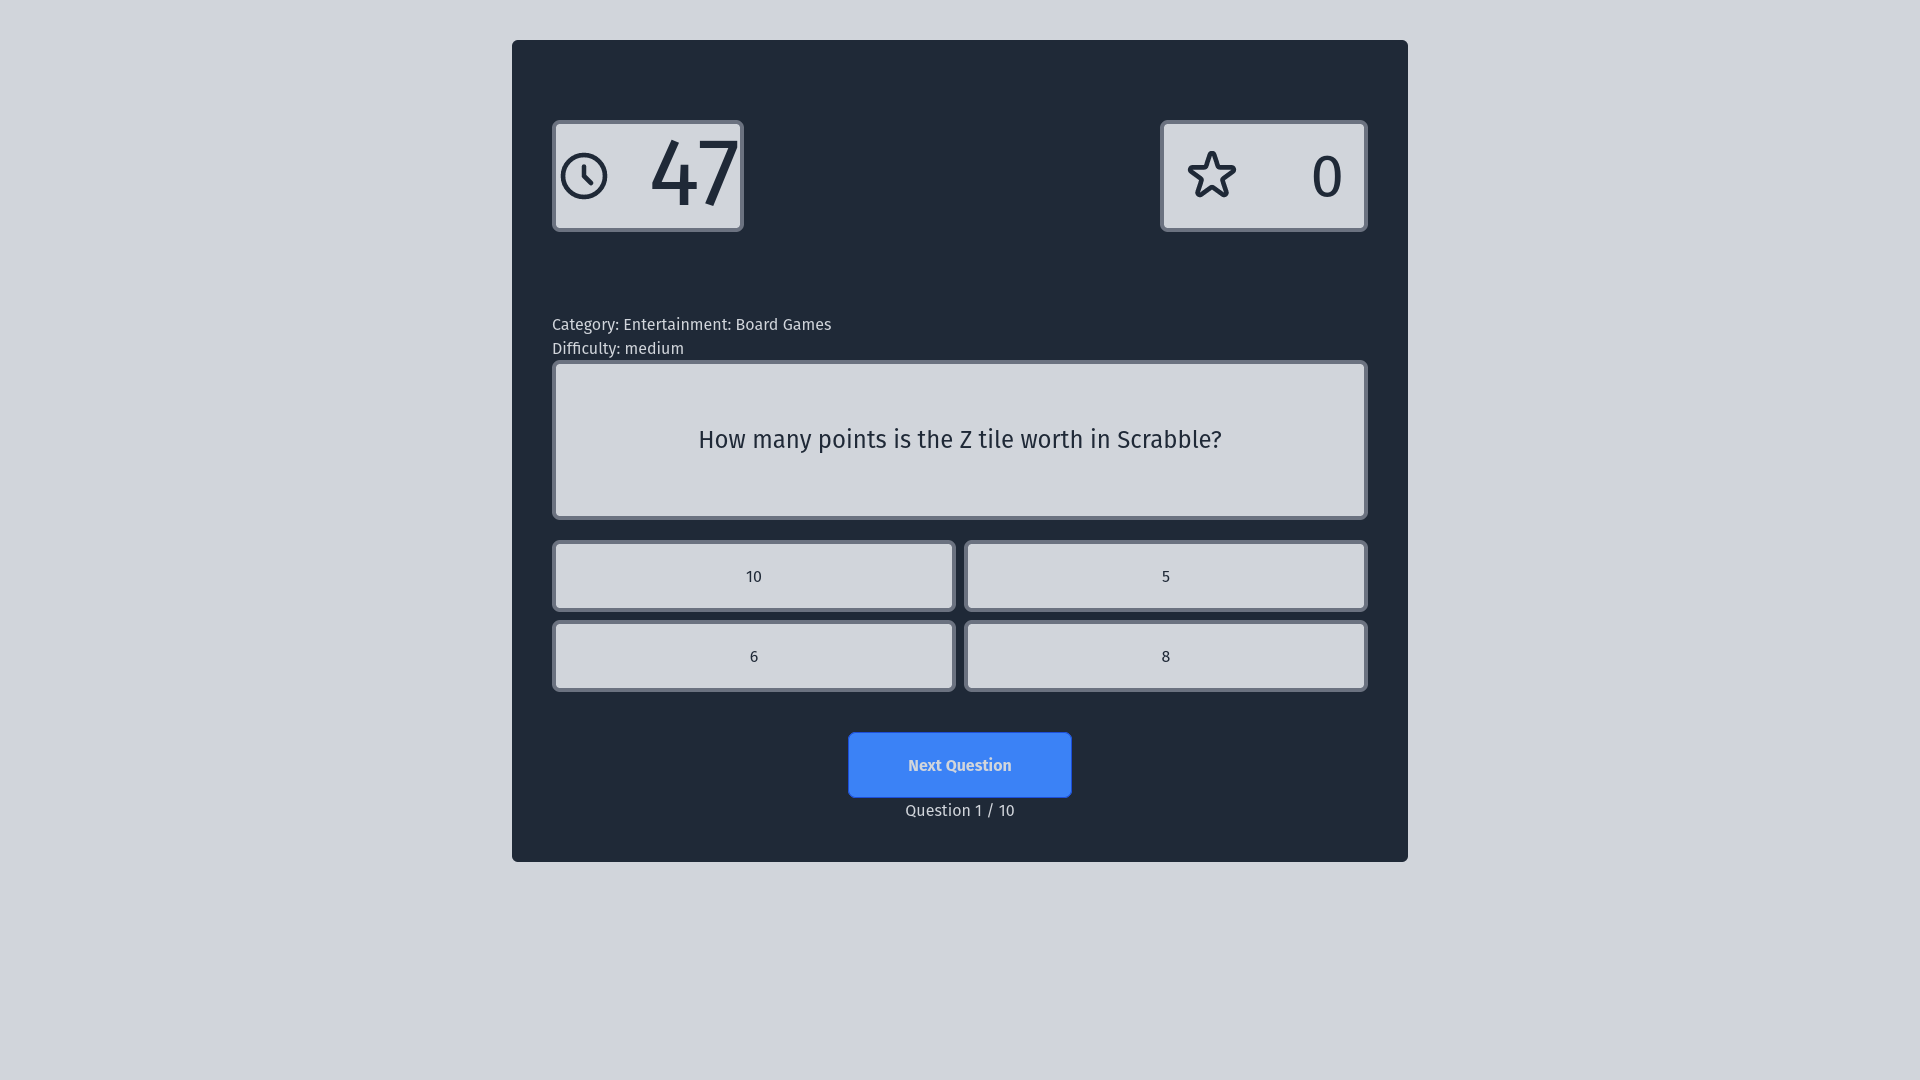 47
0
Category: Entertainment: Board Games
Difficulty: medium
How many points is the Z tile worth in Scrabble?
10
5
6
8
Next Question
Question 1 / 10